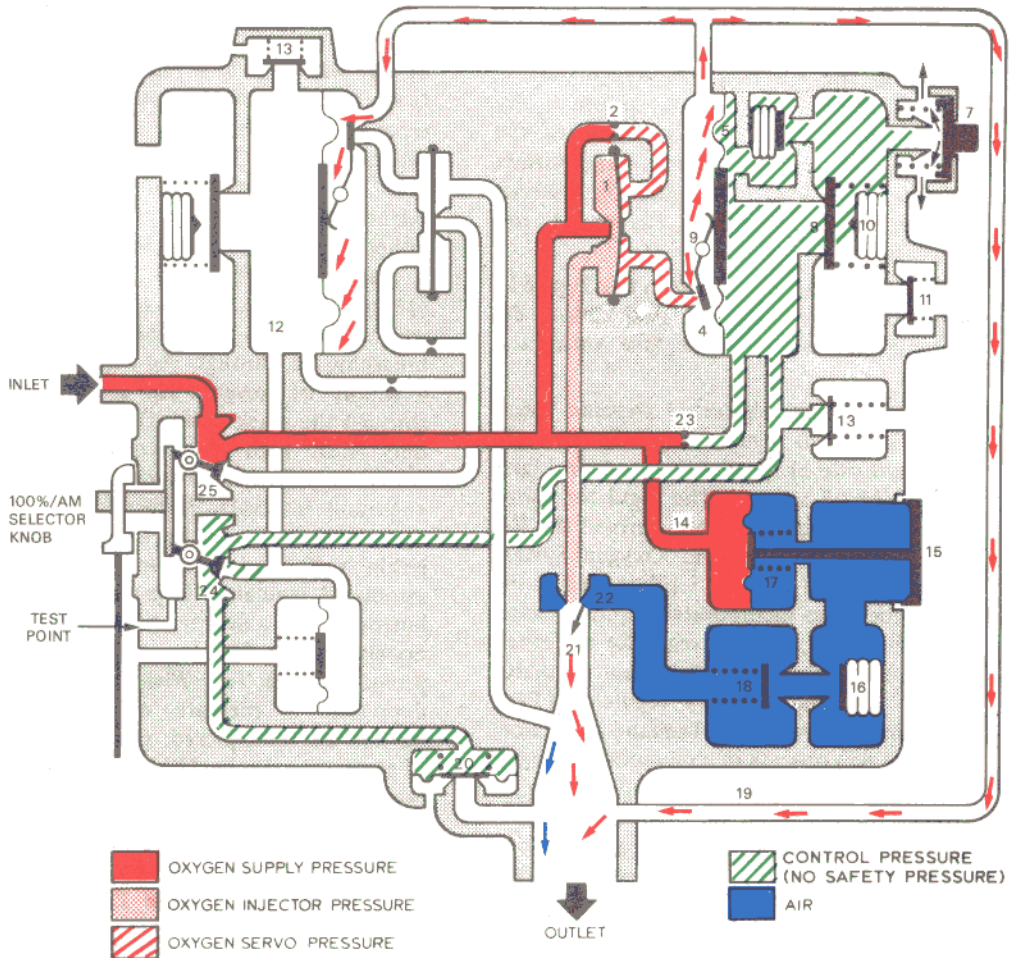 13
2
7
5
1
8
10
9
11
4
12
INLET
23
13
25
100%/AM
SELECTOR
KNOB
14
15
17
24
22
TEST
POINT
21
18
16
20
19
OXYGEN SUPPLY PRESSURE
OXYGEN INJECTOR PRESSURE
OXYGEN SERVO PRESSURE
OUTLET
CONTROL PRESSURE
(NO SAFETY PRESSURE)
AIR